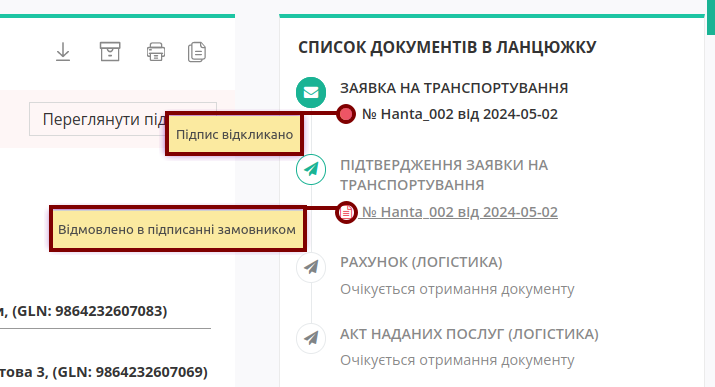 СПИСОК ДОКУМЕНТІВ В ЛАНЦЮЖКУ
ЗАЯВКА НА ТРАНСПОРТУВАННЯ
№ Hanta_002 від 2024-05-02
Переглянути під
Підпис відкликано
ПІДТВЕРДЖЕННЯ ЗАЯВКИ НА
ТРАНСПОРТУВАННЯ
№ Hanta_002 від 2024-05-02
Відмовлено в підписанні замовником
РАХУНОК (ЛОГІСТИКА)
Очікується отримання документу
(GLN: 9864232607083)
АКТ НАДАНИХ ПОСЛУГ (ЛОГІСТИКА)
Очікується отримання документу
това 3, (GLN: 9864232607069)